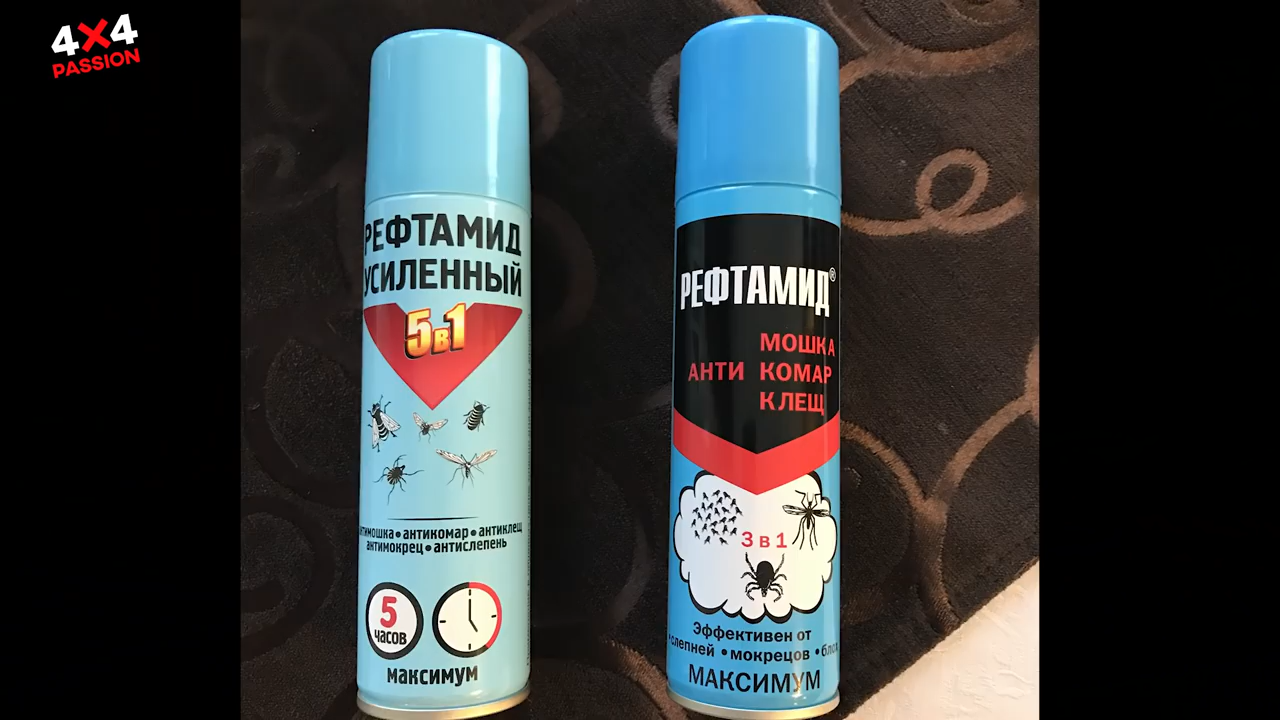 4X4
PASSION
РЕФТАМИД
УСИЛЕННЫЙ
5в1
антимошка • антикомар • антиклещ
антимокрец • антислепень
5
часов
максимум
РЕФТАМИД®
МОШКА
АНТИ КОМАР
КЛЕЩ
3 в 1
Эффективен от
• слепней • мокрецов •
МАКСИМУМ